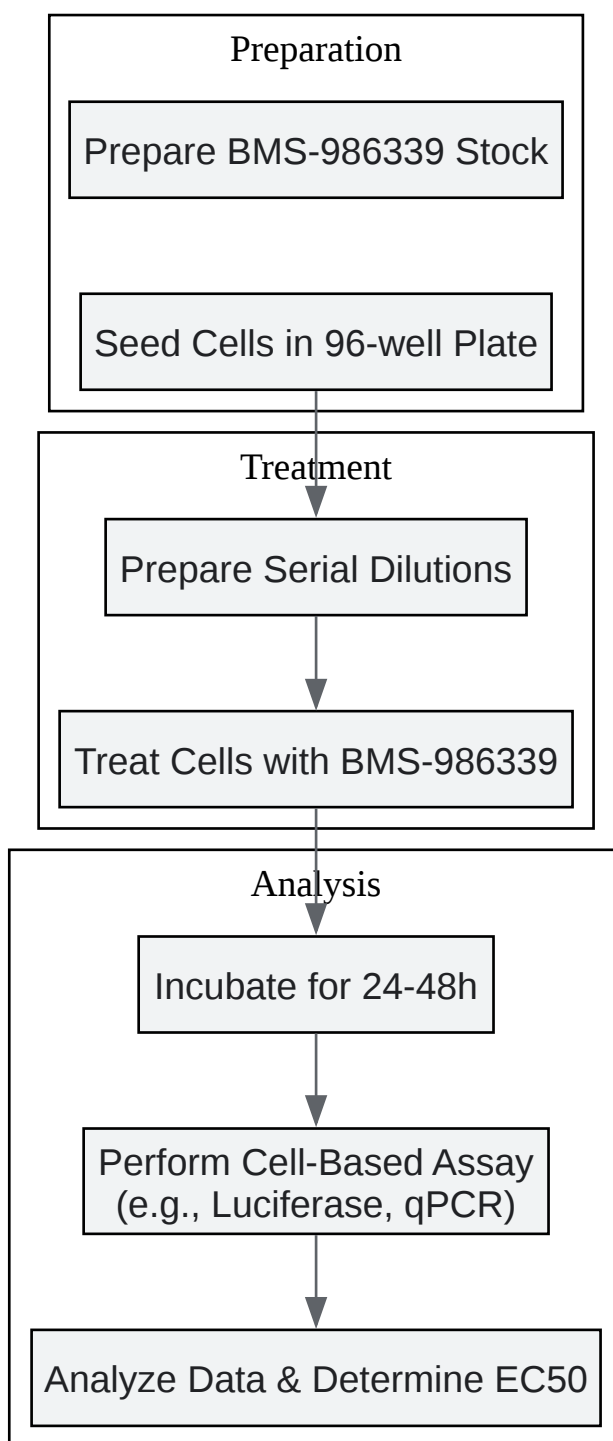 Preparation
Prepare BMS-986339 Stock
Seed Cells in 96-well Plate
Treatment
Prepare Serial Dilutions
Treat Cells with BMS-986339
Analysis
Incubate for 24-48h
Perform Cell-Based Assay
(e.g., Luciferase, qPCR)
Analyze Data & Determine EC50